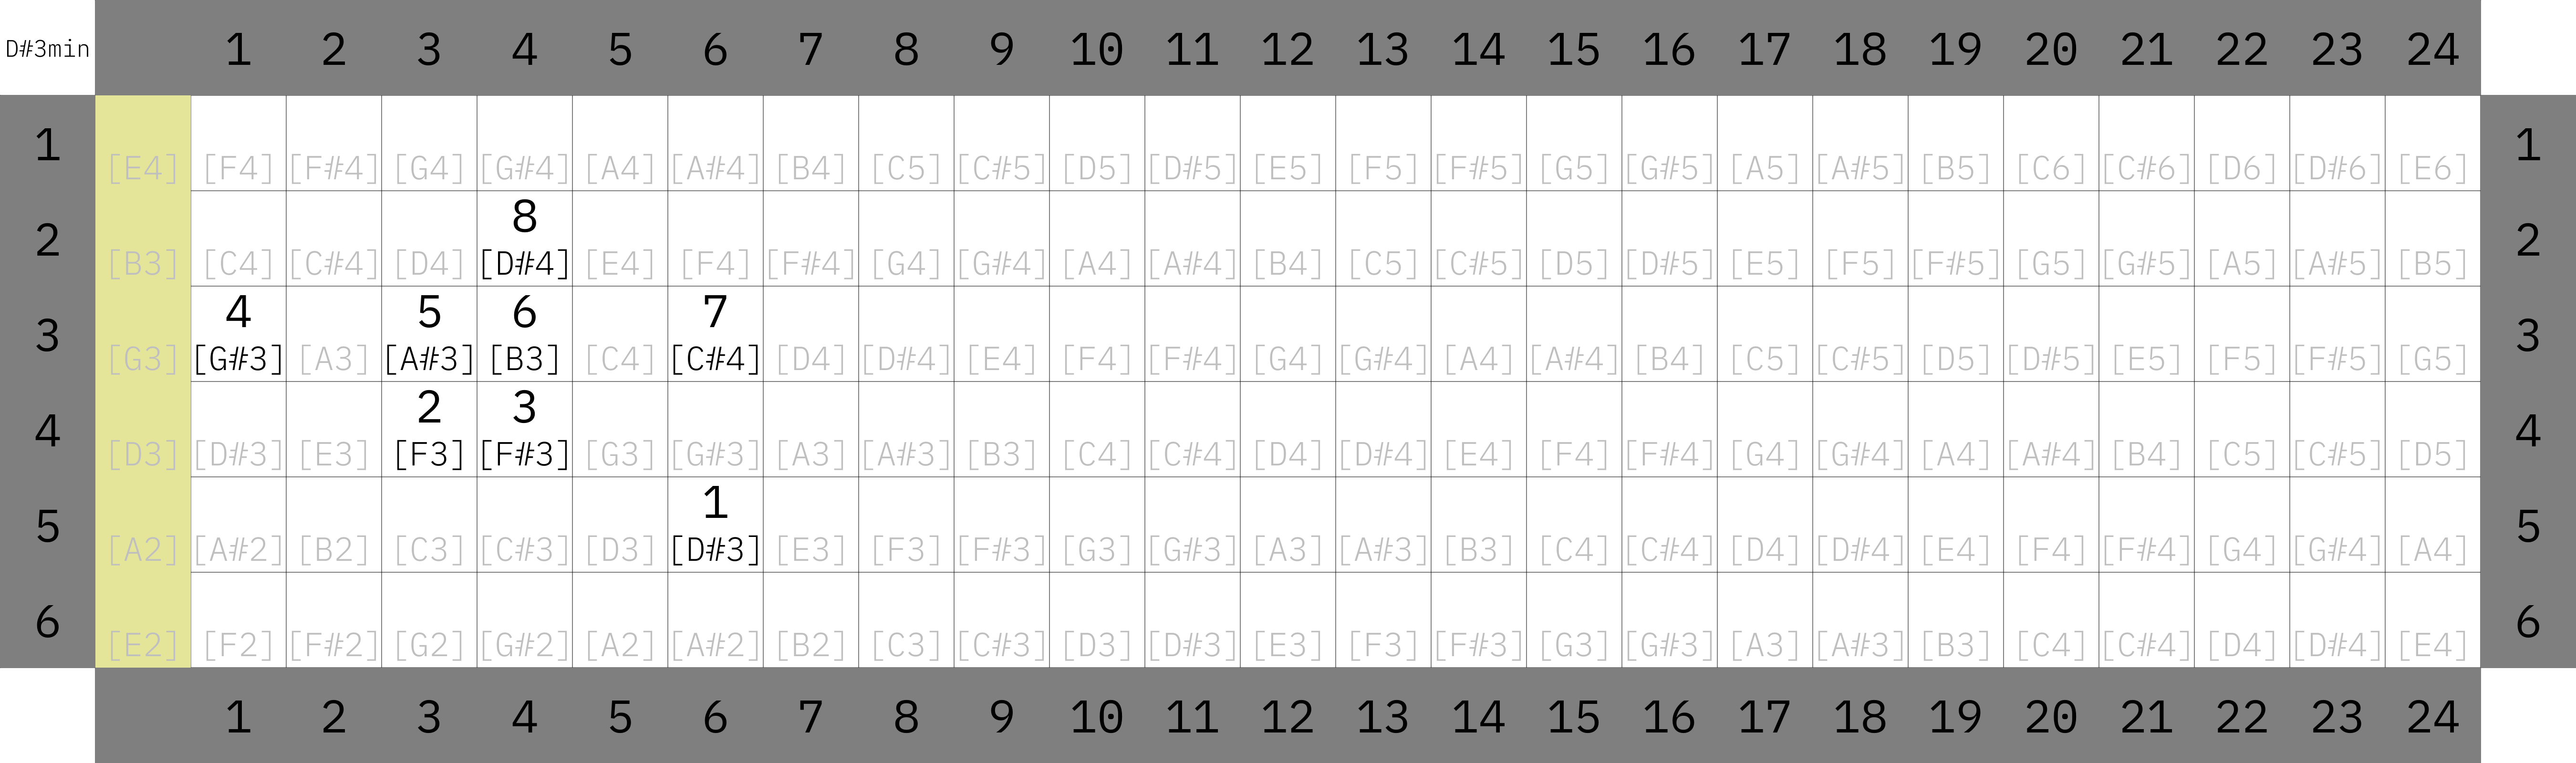 D#3min 1 2 3 4 5 6 7 8 9 10 11 12 13 14 15 16 17 18 19 20 21 22 23 24
1 [E4] [F4] [F#4] [G4] [G#4] [A4] [A#4] [B4] [C5] [C#5] [D5] [D#5] [E5] [F5] [F#5] [G5] [G#5] [A5] [A#5] [B5] [C6] [C#6] [D6] [D#6] [E6] 1
8
2 [B3] [C4] [C#4] [D4] [D#4] [E4] [F4] [F#4] [G4] [G#4] [A4] [A#4] [B4] [C5] [C#5] [D5] [D#5] [E5] [F5] [F#5] [G5] [G#5] [A5] [A#5] [B5] 2
4 5 6 7
3 [G3] [G#3] [A3] [A#3] [B3] [C4] [C#4] [D4] [D#4] [E4] [F4] [F#4] [G4] [G#4] [A4] [A#4] [B4] [C5] [C#5] [D5] [D#5] [E5] [F5] [F#5] [G5] 3
2 3
4 [D3] [D#3] [E3] [F3] [F#3] [G3] [G#3] [A3] [A#3] [B3] [C4] [C#4] [D4] [D#4] [E4] [F4] [F#4] [G4] [G#4] [A4] [A#4] [B4] [C5] [C#5] [D5] 4
1
5 [A2] [A#2] [B2] [C3] [C#3] [D3] [D#3] [E3] [F3] [F#3] [G3] [G#3] [A3] [A#3] [B3] [C4] [C#4] [D4] [D#4] [E4] [F4] [F#4] [G4] [G#4] [A4] 5
6 [E2] [F2] [F#2] [G2] [G#2] [A2] [A#2] [B2] [C3] [C#3] [D3] [D#3] [E3] [F3] [F#3] [G3] [G#3] [A3] [A#3] [B3] [C4] [C#4] [D4] [D#4] [E4] 6
1 2 3 4 5 6 7 8 9 10 11 12 13 14 15 16 17 18 19 20 21 22 23 24